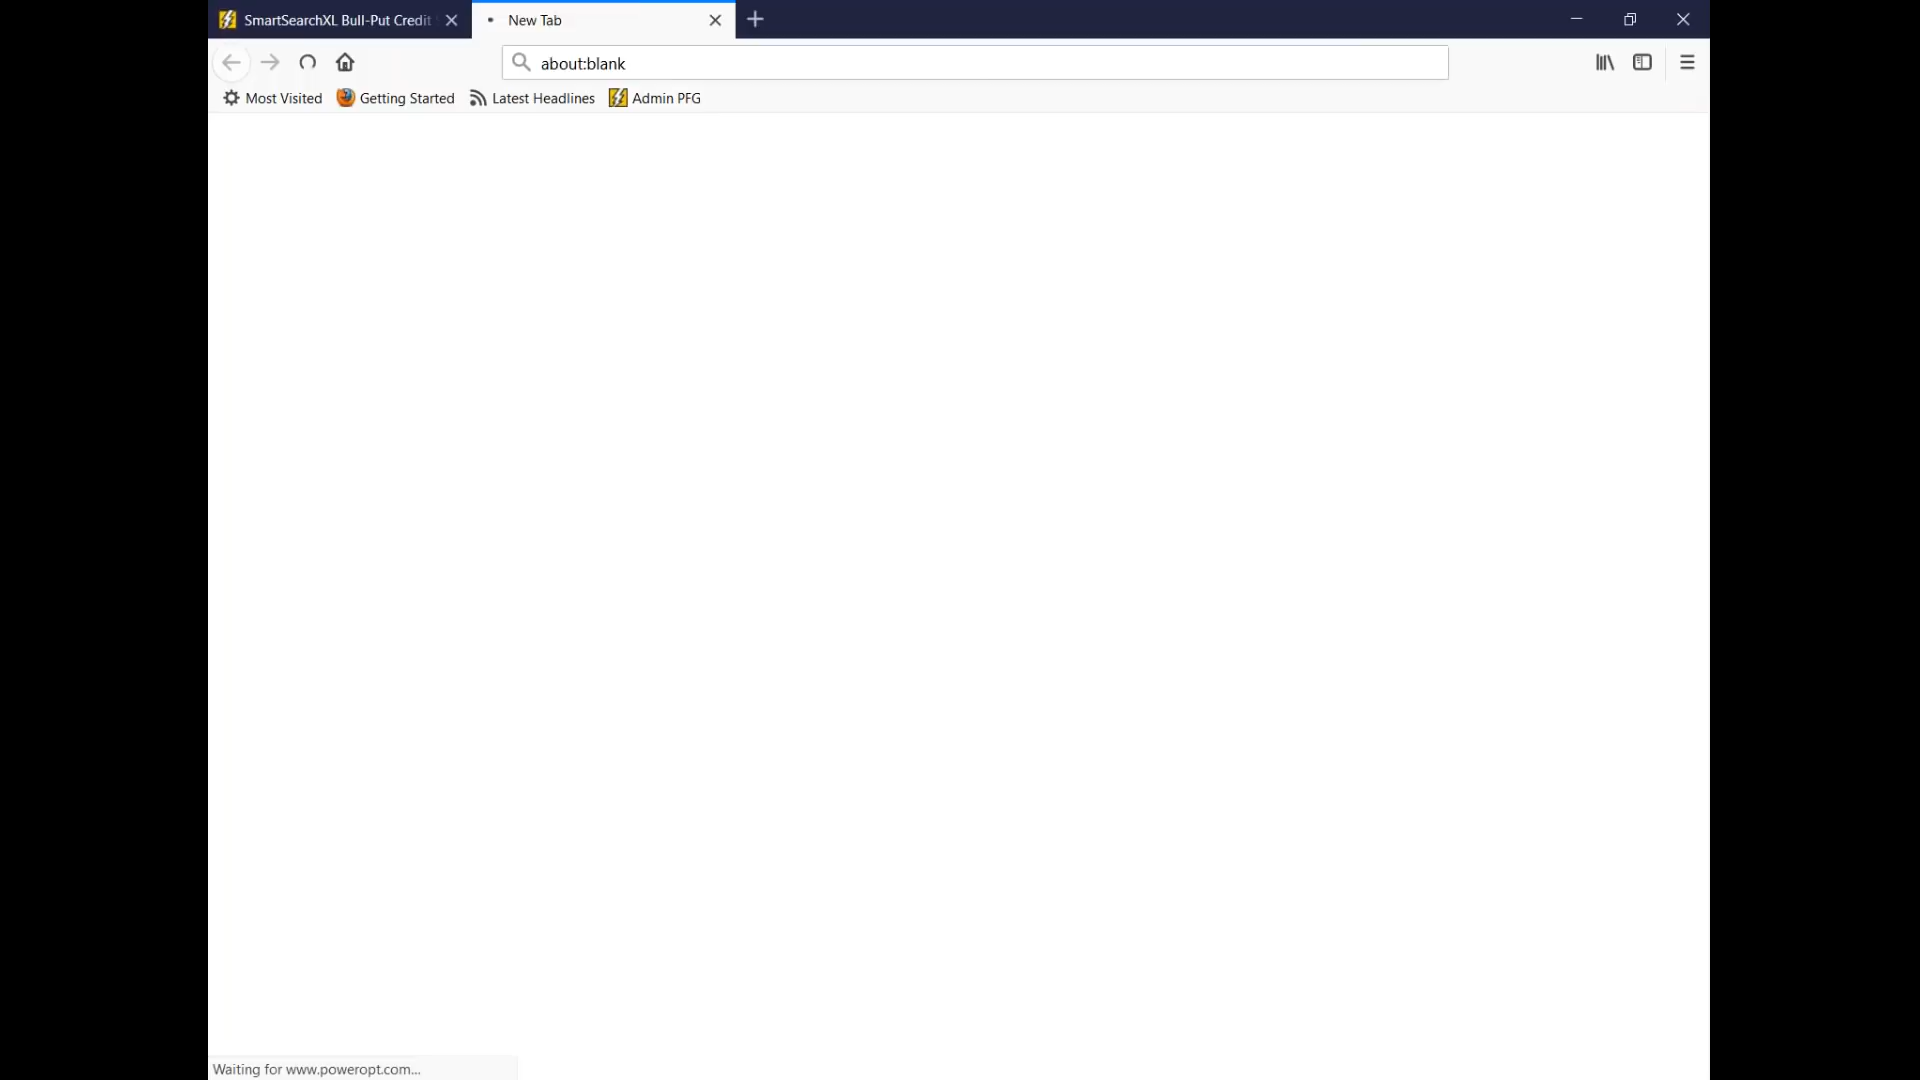 SmartSearchXL Bull-Put Credit
New Tab
about:blank
Most Visited
Getting Started
Latest Headlines
Admin PFG
Waiting for www.poweropt.com...